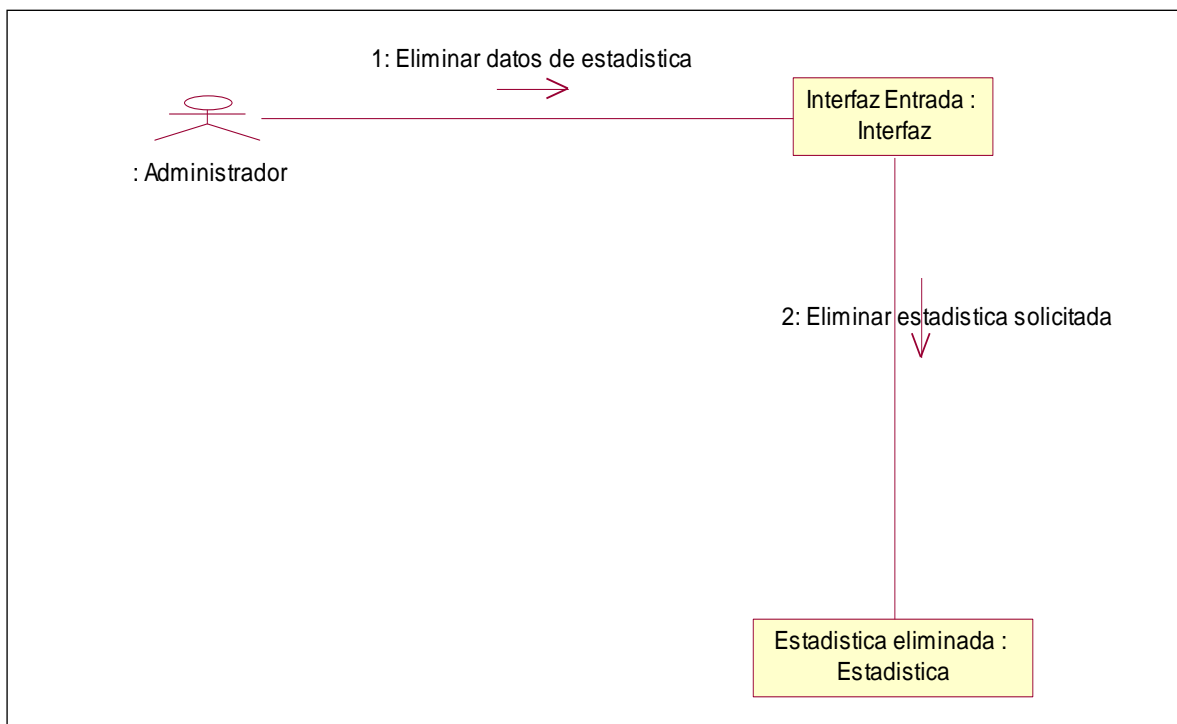 1: Eliminar datos de estadistica
Interfaz Entrada :
Interfaz
: Administrador
2: Eliminar estadistica solicitada
Estadistica eliminada :
Estadistica